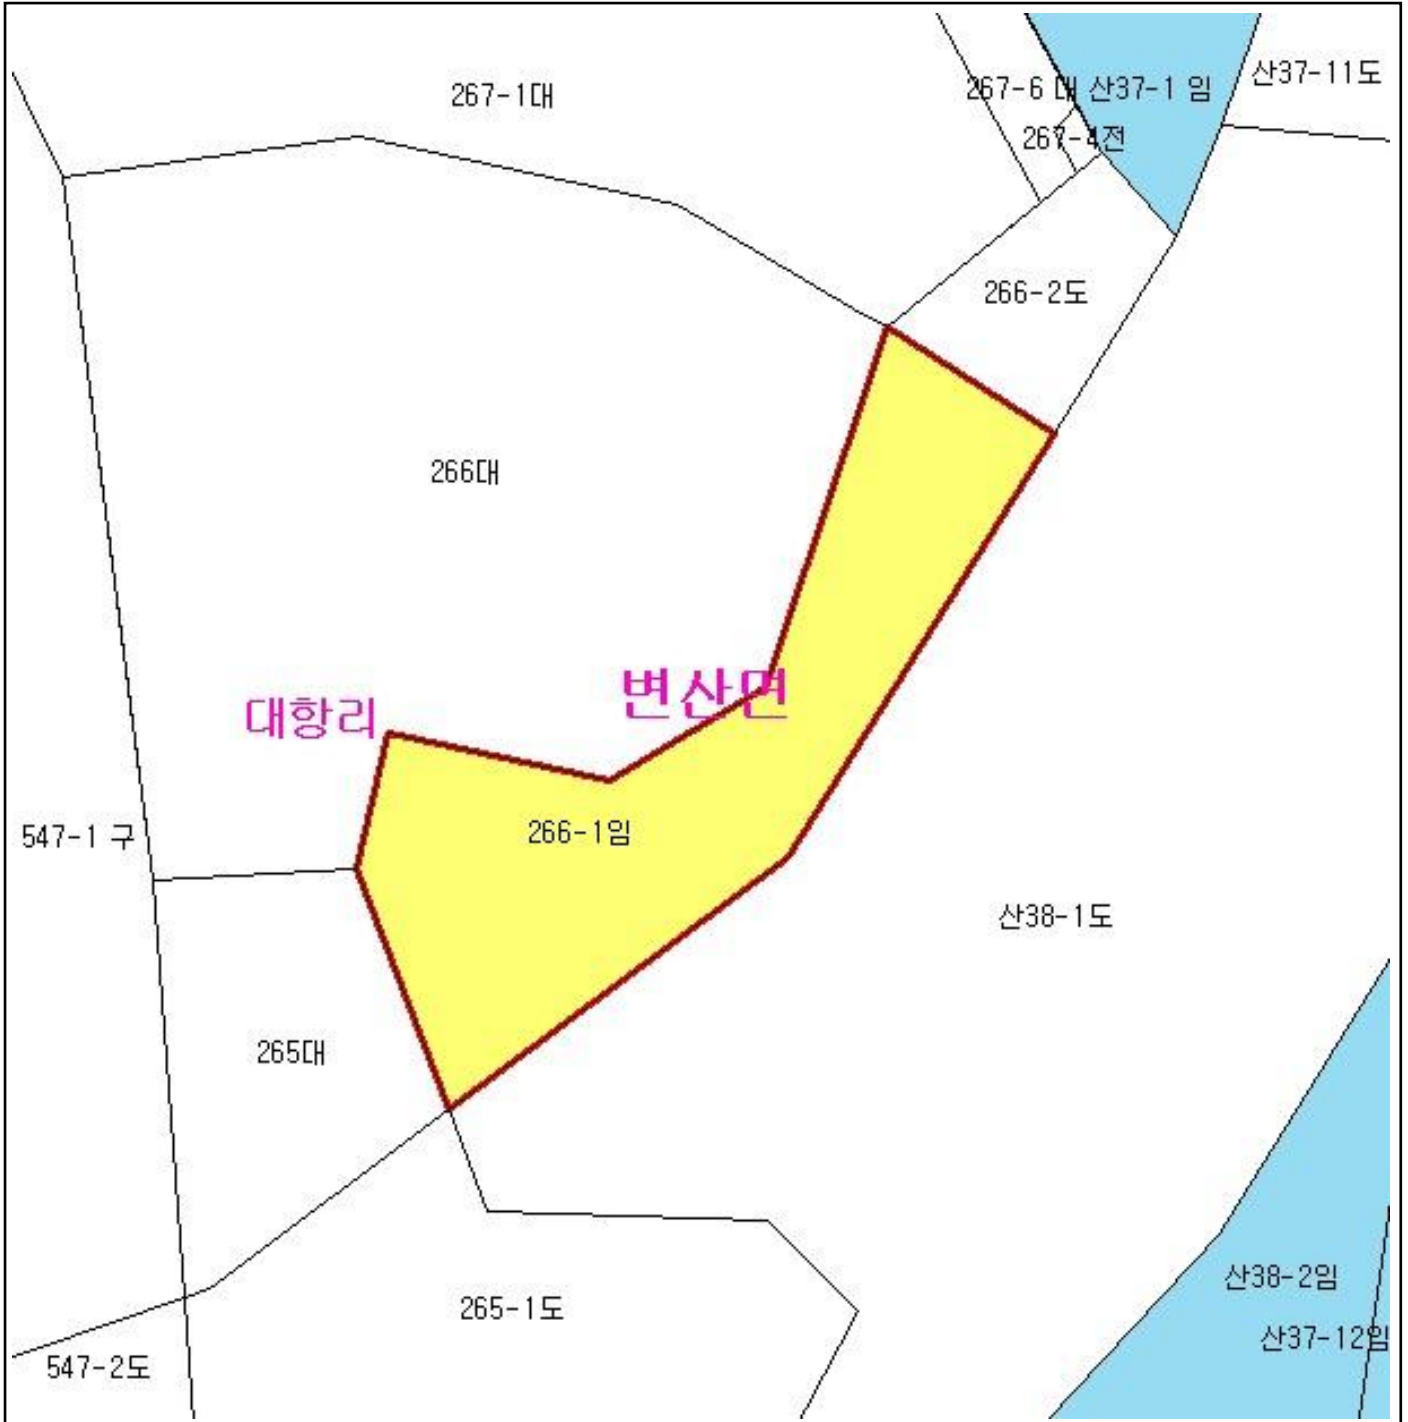 267-1대
267-6 대
산37-1 임
산37-11도
267-4전
266-2도
266대
변산면
대항리
547-1 구
266-1임
산38-1도
265대
산38-2임
265-1도
산37-12임
547-2도